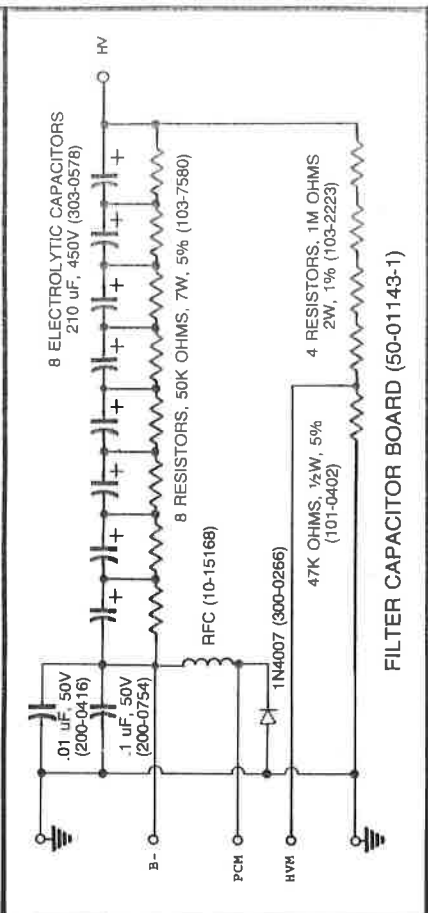 HV
8 ELECTROLYTIC CAPACITORS
210 uF, 450V (303-0578)
+ + + + + + + +
8 RESISTORS, 50K OHMS, 7W, 5% (103-7580)
.01 uF, 50V
(200-0416)
.1 uF, 50V
(200-0754)
RFC (10-15168)
1N4007 (300-0266)
4 RESISTORS, 1M OHMS
2W, 1% (103-2223)
47K OHMS, ½W, 5%
(101-0402)
B-
PCM
HVM
FILTER CAPACITOR BOARD (50-01143-1)